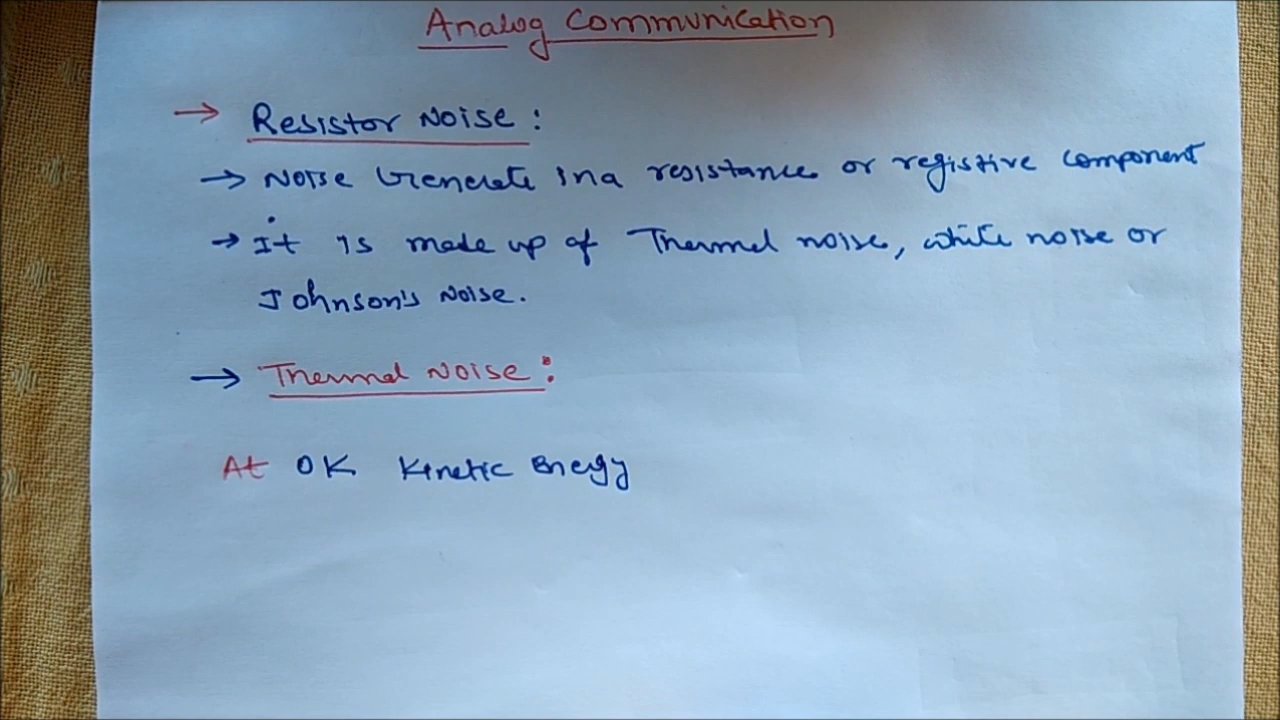 Analog Communication
→ Resistor Noise :
→ Noise Generate in a resistance or registive component
→ It is made up of Thermal noise, white noise or
Johnson's Noise.
→ Thermal Noise :
At 0K Kinetic Energy